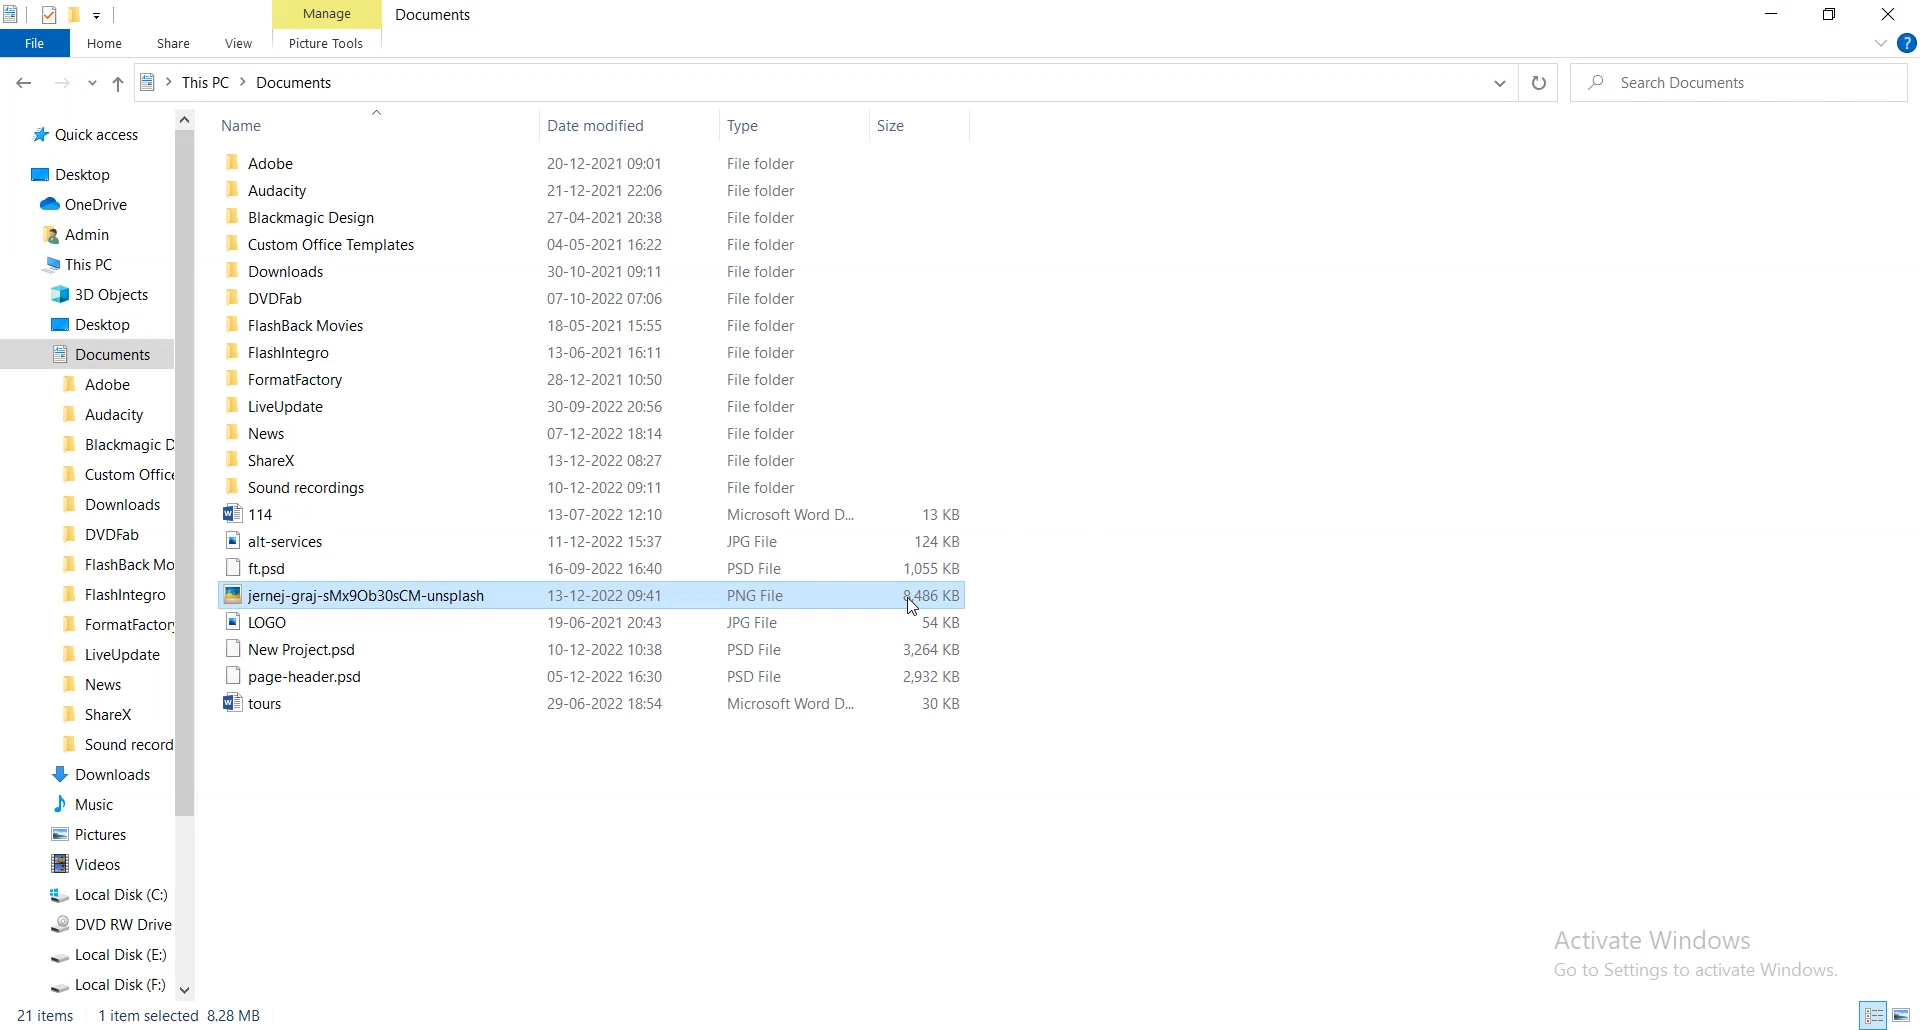 Manage Documents
File Home Share View Picture Tools
This PC > Documents Search Documents
Name Date modified Type Size
Quick access
Desktop
OneDrive
Admin
This PC
3D Objects
Desktop
Documents
Adobe
Audacity
Blackmagic D
Custom Office
Downloads
DVDFab
FlashBack Mo
FlashIntegro
FormatFactory
LiveUpdate
News
ShareX
Sound record
Downloads
Music
Pictures
Videos
Local Disk (C:)
DVD RW Drive
Local Disk (E:)
Local Disk (F:)
Adobe 20-12-2021 09:01 File folder
Audacity 21-12-2021 22:06 File folder
Blackmagic Design 27-04-2021 20:38 File folder
Custom Office Templates 04-05-2021 16:22 File folder
Downloads 30-10-2021 09:11 File folder
DVDFab 07-10-2022 07:06 File folder
FlashBack Movies 18-05-2021 15:55 File folder
FlashIntegro 13-06-2021 16:11 File folder
FormatFactory 28-12-2021 10:50 File folder
LiveUpdate 30-09-2022 20:56 File folder
News 07-12-2022 18:14 File folder
ShareX 13-12-2022 08:27 File folder
Sound recordings 10-12-2022 09:11 File folder
114 13-07-2022 12:10 Microsoft Word D... 13 KB
alt-services 11-12-2022 15:37 JPG File 124 KB
ft.psd 16-09-2022 16:40 PSD File 1,055 KB
jernej-graj-sMx9Ob30sCM-unsplash 13-12-2022 09:41 PNG File 8,486 KB
LOGO 19-06-2021 20:43 JPG File 54 KB
New Project.psd 10-12-2022 10:38 PSD File 3,264 KB
page-header.psd 05-12-2022 16:30 PSD File 2,932 KB
tours 29-06-2022 18:54 Microsoft Word D... 30 KB
Activate Windows
Go to Settings to activate Windows.
21 items 1 item selected 8.28 MB